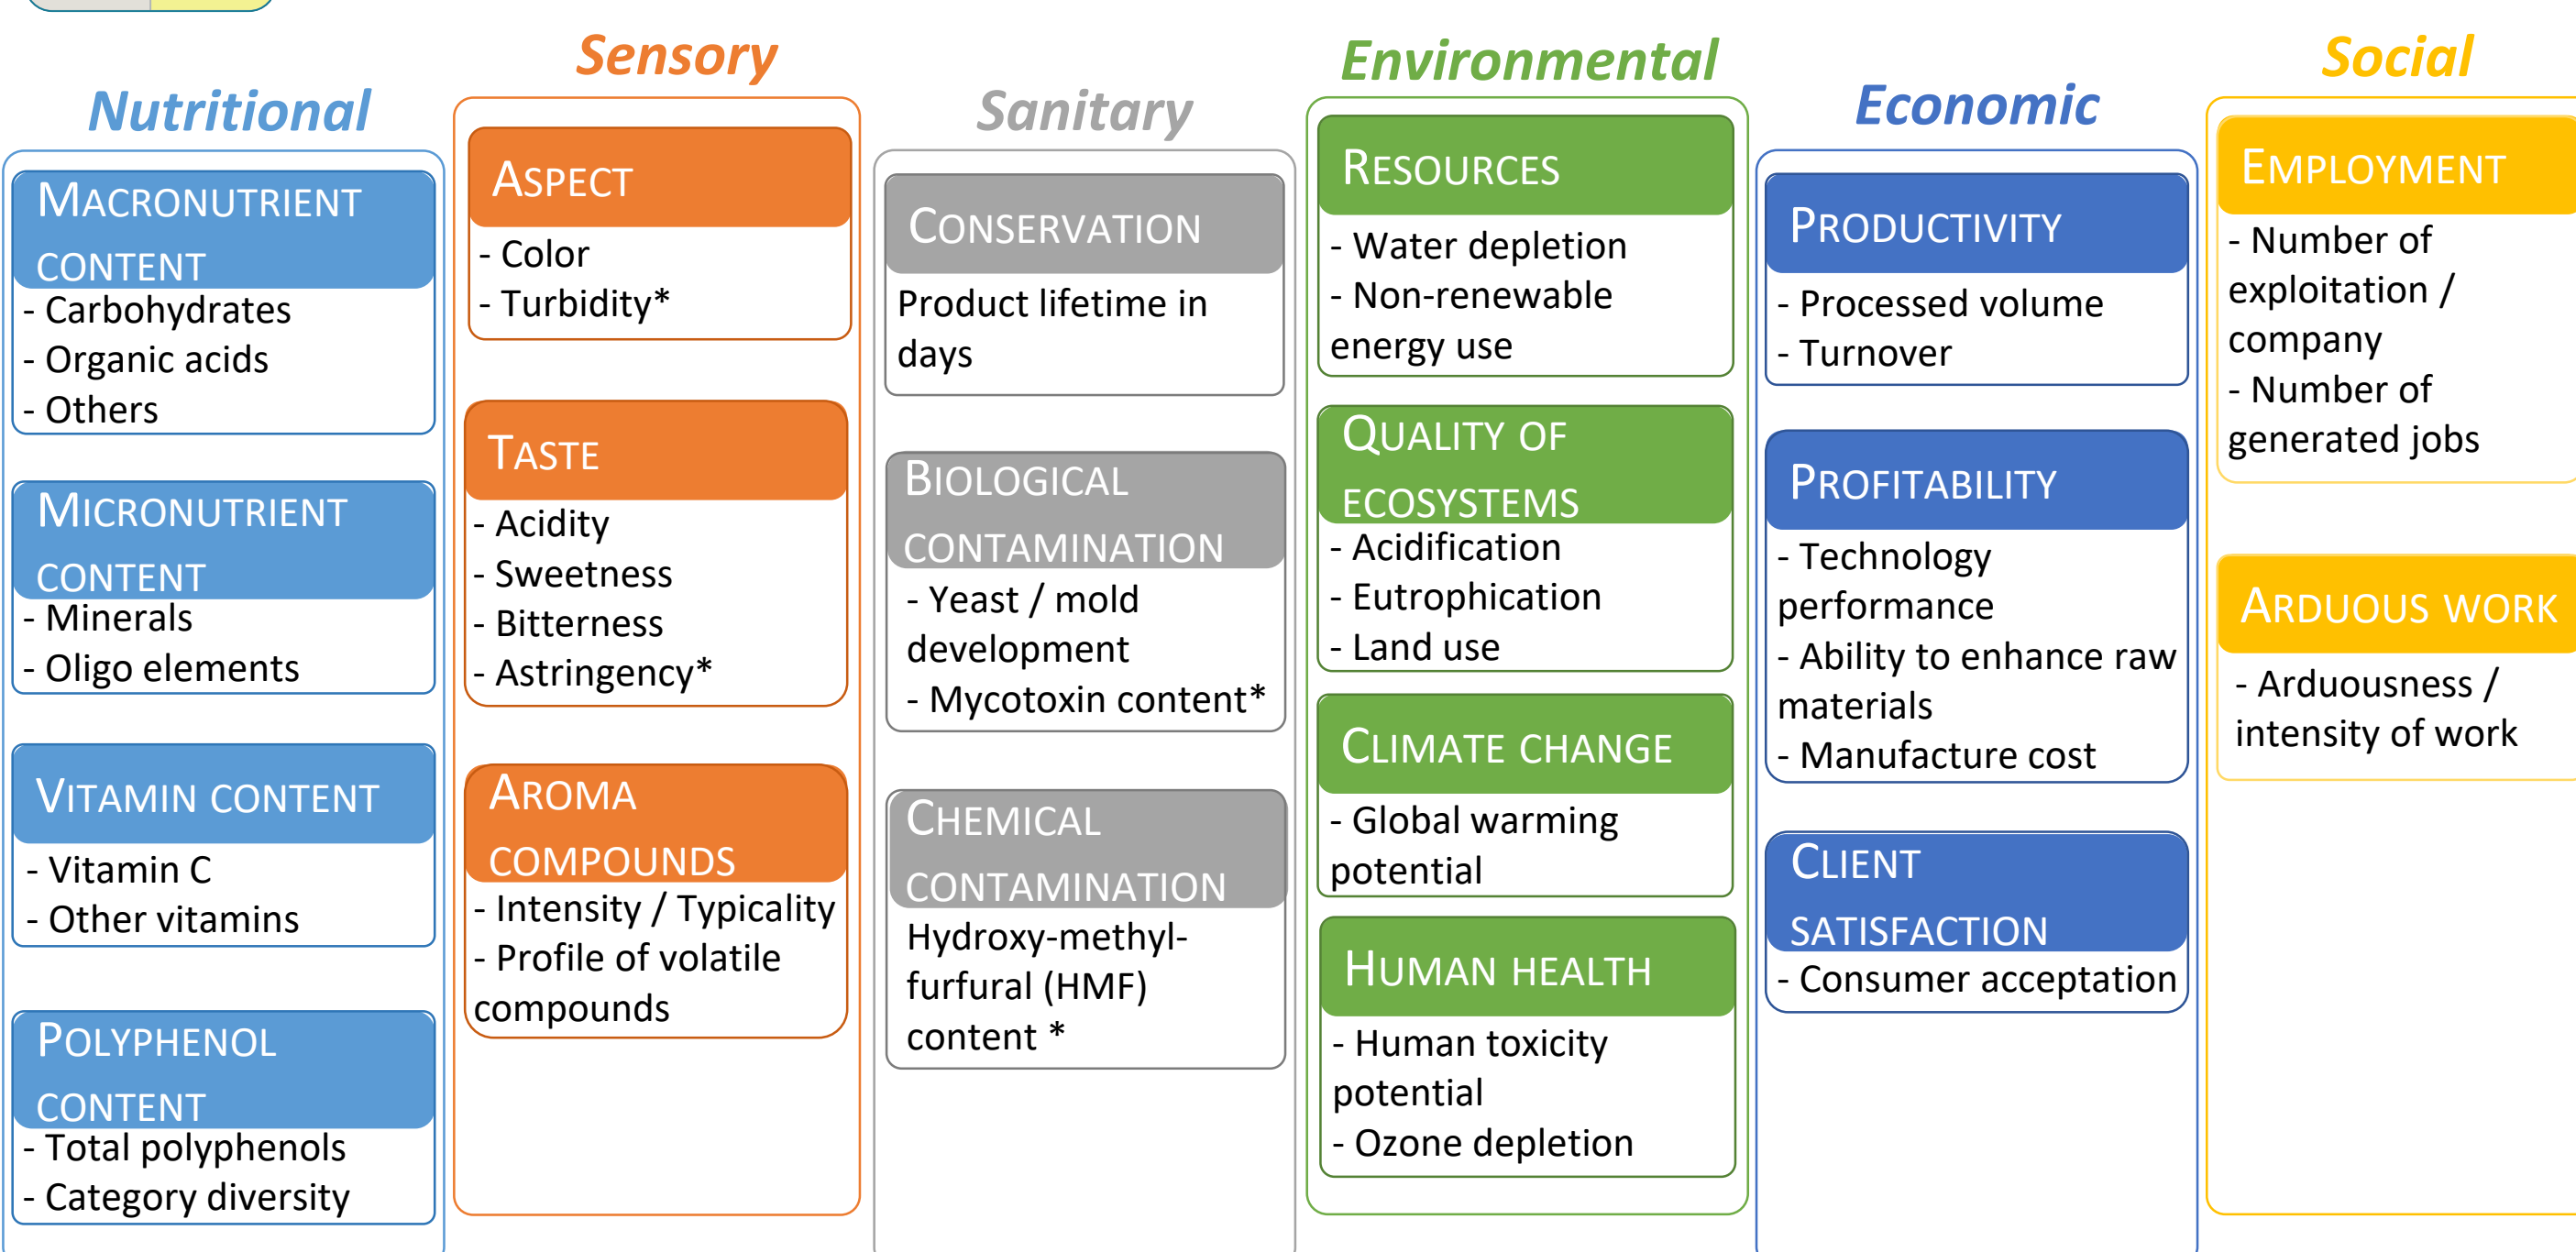 Nutritional
MACRONUTRIENT
CONTENT
- Carbohydrates
- Organic acids
- Others
MICRONUTRIENT
CONTENT
- Minerals
- Oligo elements
VITAMIN CONTENT
- Vitamin C
- Other vitamins
POLYPHENOL
CONTENT
- Total polyphenols
- Category diversity
Sensory
ASPECT
- Color
- Turbidity*
TASTE
- Acidity
- Sweetness
- Bitterness
- Astringency*
AROMA
COMPOUNDS
- Intensity / Typicality
- Profile of volatile
compounds
Sanitary
CONSERVATION
Product lifetime in
days
BIOLOGICAL
CONTAMINATION
- Yeast / mold
development
- Mycotoxin content*
CHEMICAL
CONTAMINATION
Hydroxy-methyl-
furfural (HMF)
content *
Environmental
RESOURCES
- Water depletion
- Non-renewable
energy use
QUALITY OF
ECOSYSTEMS
- Acidification
- Eutrophication
- Land use
CLIMATE CHANGE
- Global warming
potential
HUMAN HEALTH
- Human toxicity
potential
- Ozone depletion
Economic
PRODUCTIVITY
- Processed volume
- Turnover
PROFITABILITY
- Technology
performance
- Ability to enhance raw
materials
- Manufacture cost
CLIENT
SATISFACTION
- Consumer acceptation
Social
EMPLOYMENT
- Number of
exploitation /
company
- Number of
generated jobs
ARDUOUS WORK
- Arduousness /
intensity of work